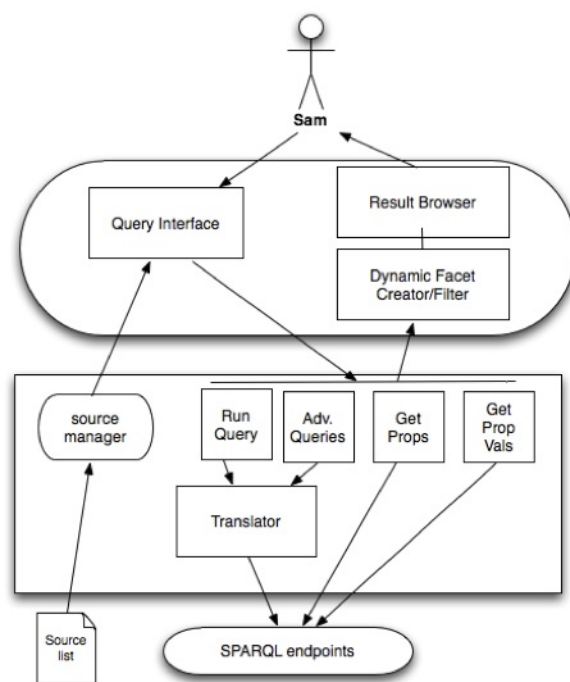 Sam
Query Interface
Result Browser
Dynamic Facet
Creator/Filter
source
manager
Run
Query
Adv.
Queries
Get
Props
Get
Prop
Vals
Translator
Source
list
SPARQL endpoints